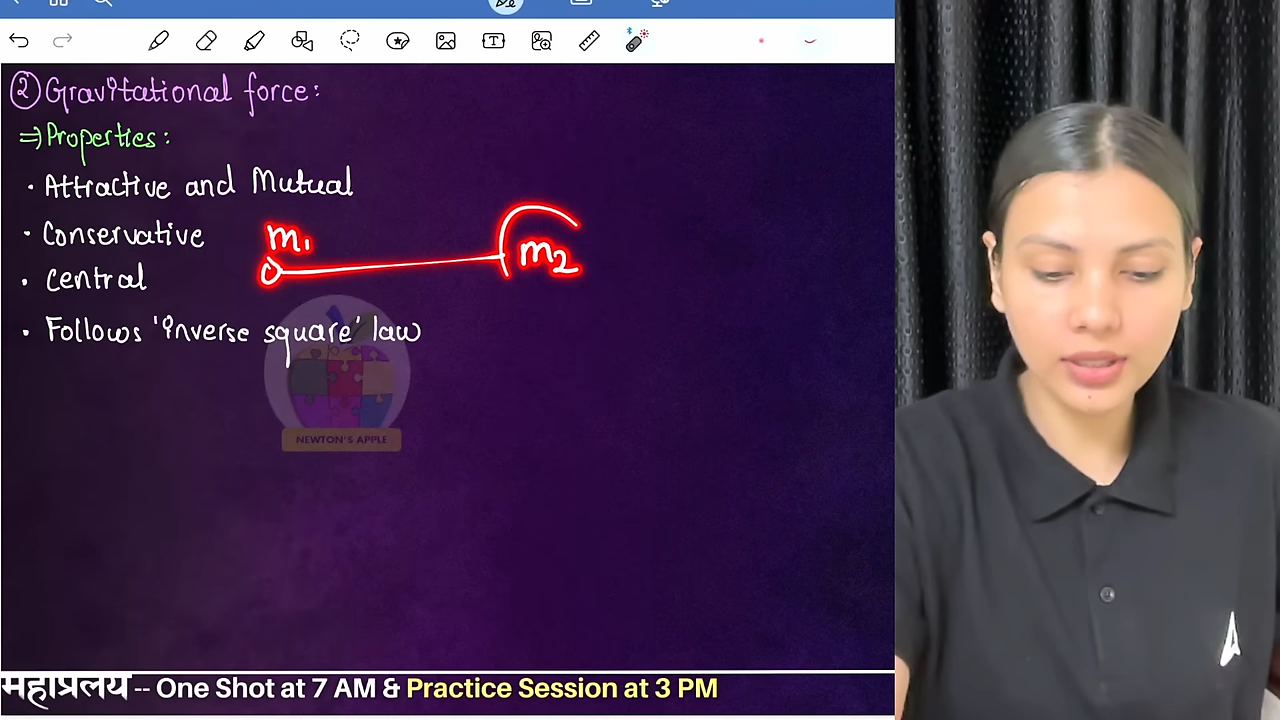 ② Gravitational force:
⇒ Properties:
· Attractive and Mutual
· Conservative
m₁
m₂
· Central
· Follows 'inverse square' law
NEWTON'S APPLE
महाप्रलय -- One Shot at 7 AM & Practice Session at 3 PM